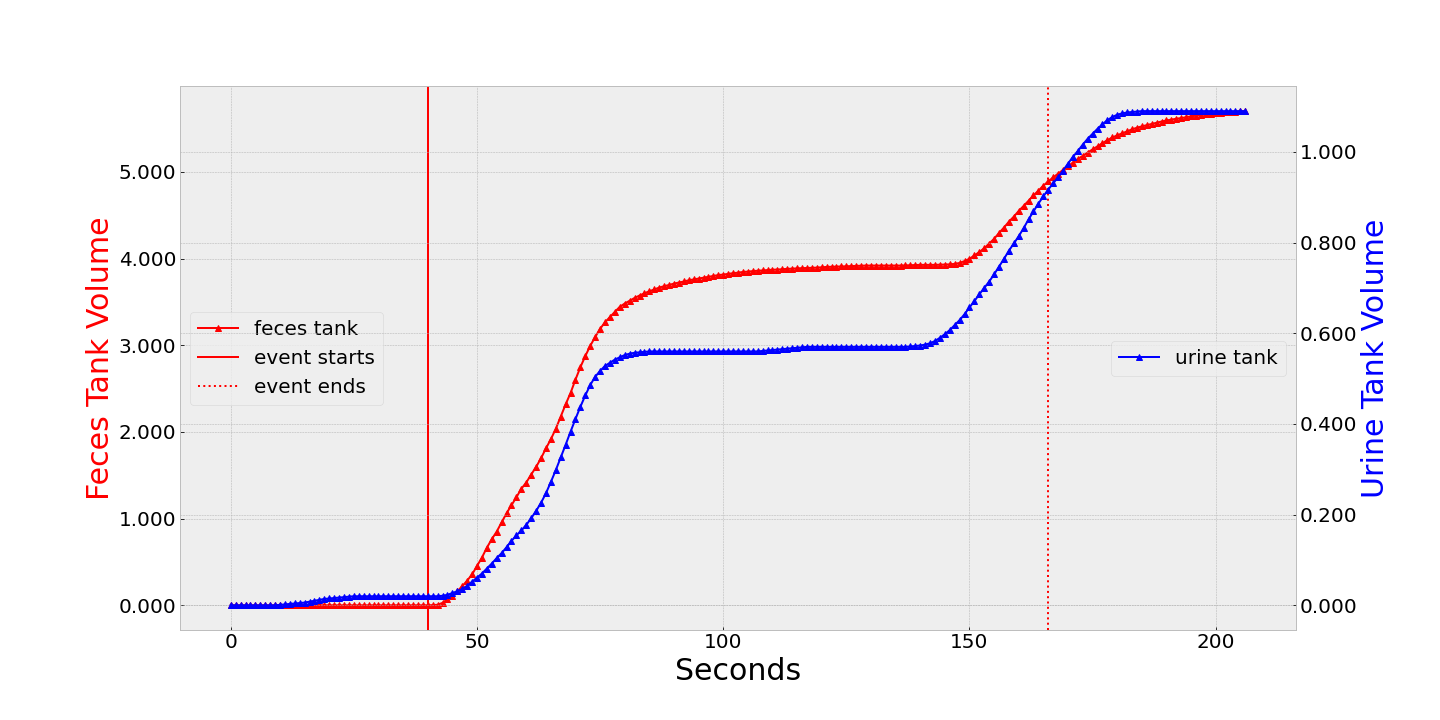 Feces Tank Volume
5.000
4.000
3.000
2.000
1.000
0.000
feces tank
event starts
event ends
urine tank
1.000
0.800
0.600
0.400
0.200
0.000
Urine Tank Volume
0 50 100 150 200
Seconds